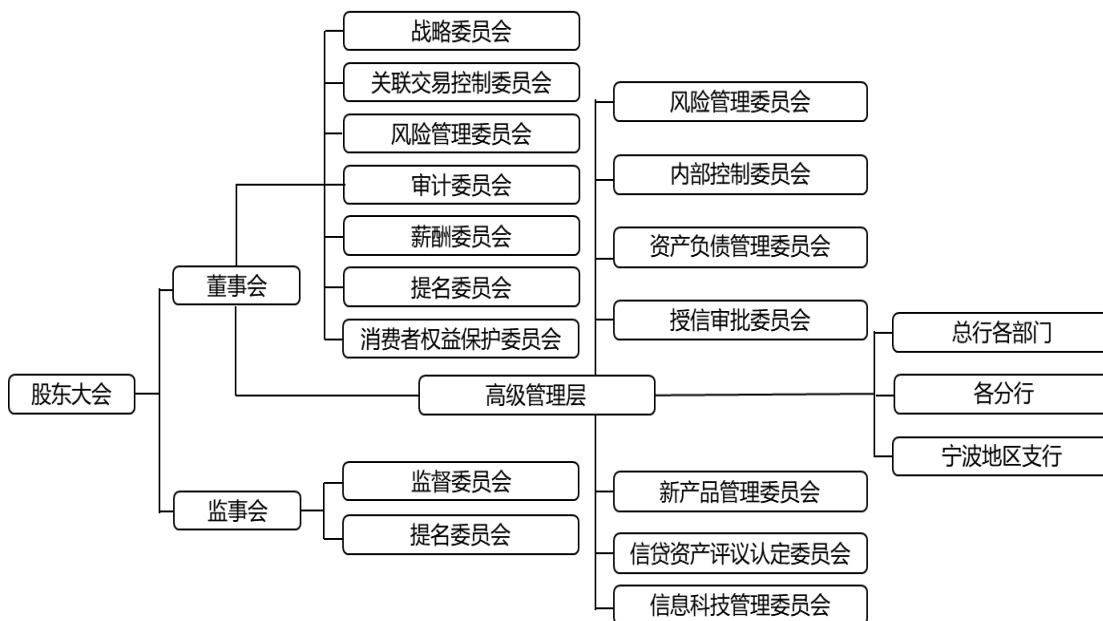 战略委员会
关联交易控制委员会
风险管理委员会
审计委员会
薪酬委员会
提名委员会
消费者权益保护委员会
风险管理委员会
内部控制委员会
资产负债管理委员会
授信审批委员会
董事会
股东大会
高级管理层
总行各部门
各分行
宁波地区支行
监事会
监督委员会
提名委员会
新产品管理委员会
信贷资产评议认定委员会
信息科技管理委员会